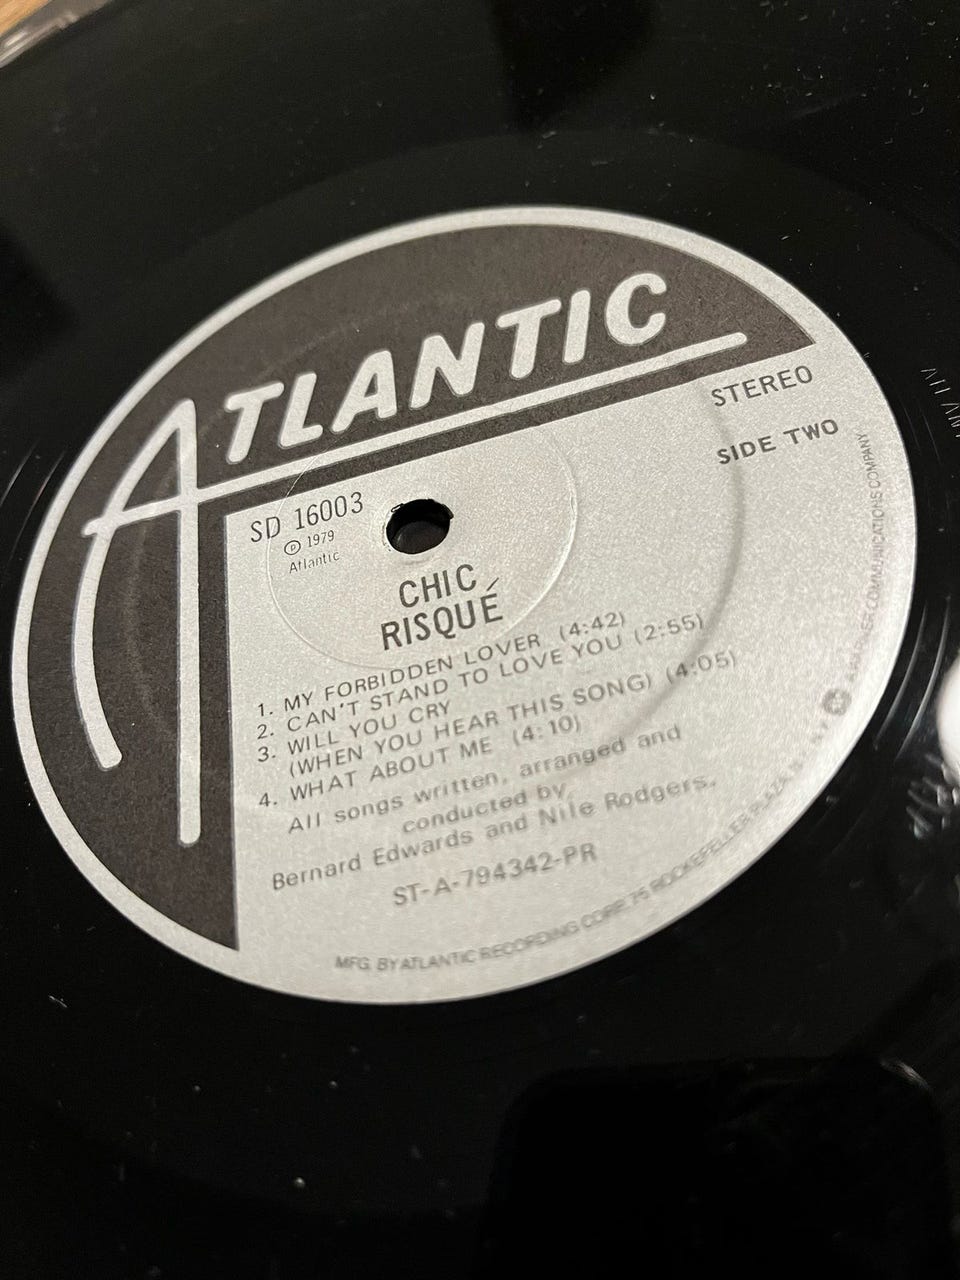 ATLANTIC
STEREO
SIDE TWO
SD 16003
℗ 1979
Atlantic
CHIC
RISQUÉ
1. MY FORBIDDEN LOVER (4:42)
2. CAN'T STAND TO LOVE YOU (2:55)
3. WILL YOU CRY
(WHEN YOU HEAR THIS SONG) (4:05)
4. WHAT ABOUT ME (4:10)
All songs written, arranged and
conducted by
Bernard Edwards and Nile Rodgers.
ST-A-794342-PR
MFG. BY ATLANTIC RECORDING CORP. 75 ROCKEFELLER PLAZA, N.Y. N.Y. COMMUNICATIONS COMPANY